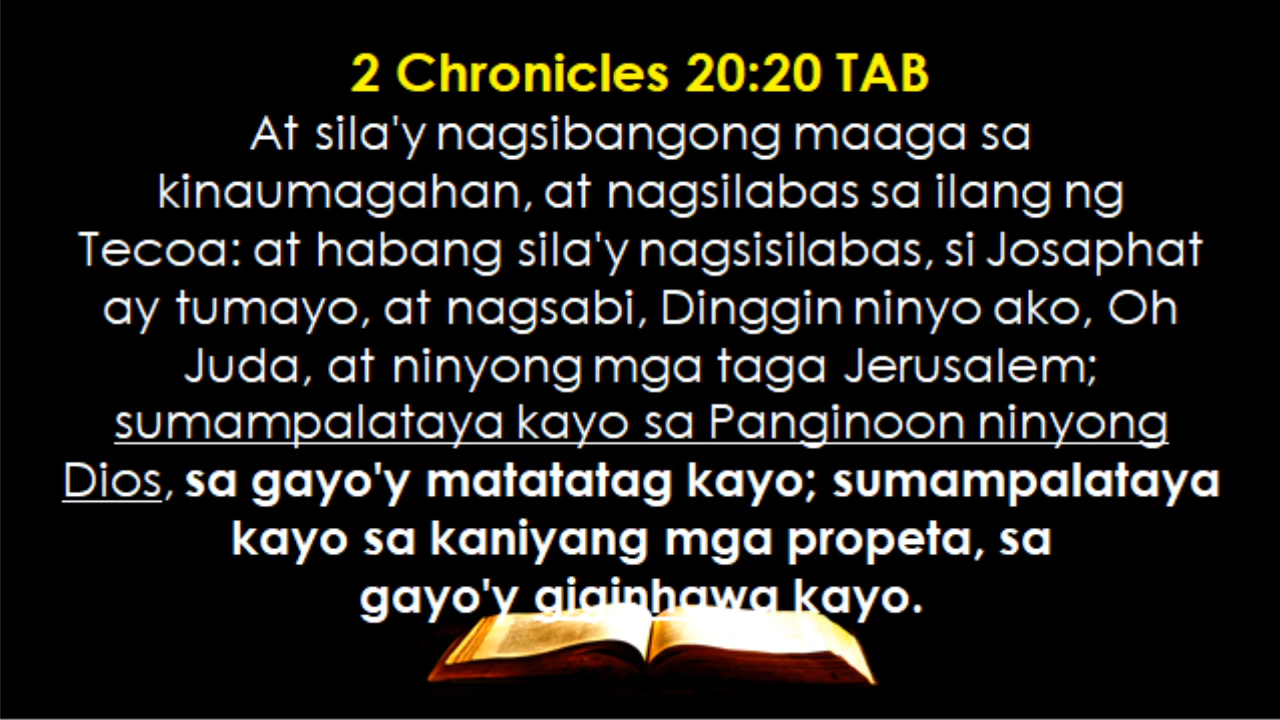 2 Chronicles 20:20 TAB
At sila'y nagsibangong maaga sa
kinaumagahan, at nagsilabas sa ilang ng
Tecoa: at habang sila'y nagsisilabas, si Josaphat
ay tumayo, at nagsabi, Dinggin ninyo ako, Oh
Juda, at ninyong mga taga Jerusalem;
sumampalataya kayo sa Panginoon ninyong
Dios, sa gayo'y matatatag kayo; sumampalataya
kayo sa kaniyang mga propeta, sa
gayo'y giginhawa kayo.